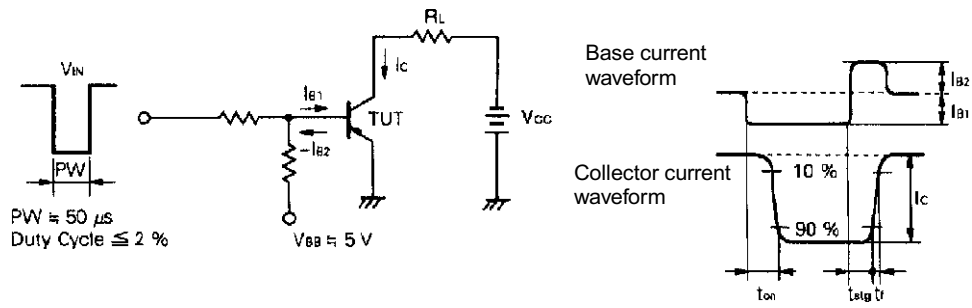 VIN
PW
PW ≒ 50 μs
Duty Cycle ≦ 2 %
IB1
-IB2
TUT
VBB ≒ 5 V
IC
RL
VCC
Base current
waveform
IB2
IB1
Collector current
waveform
10 %
90 %
IC
ton
tstg
tf